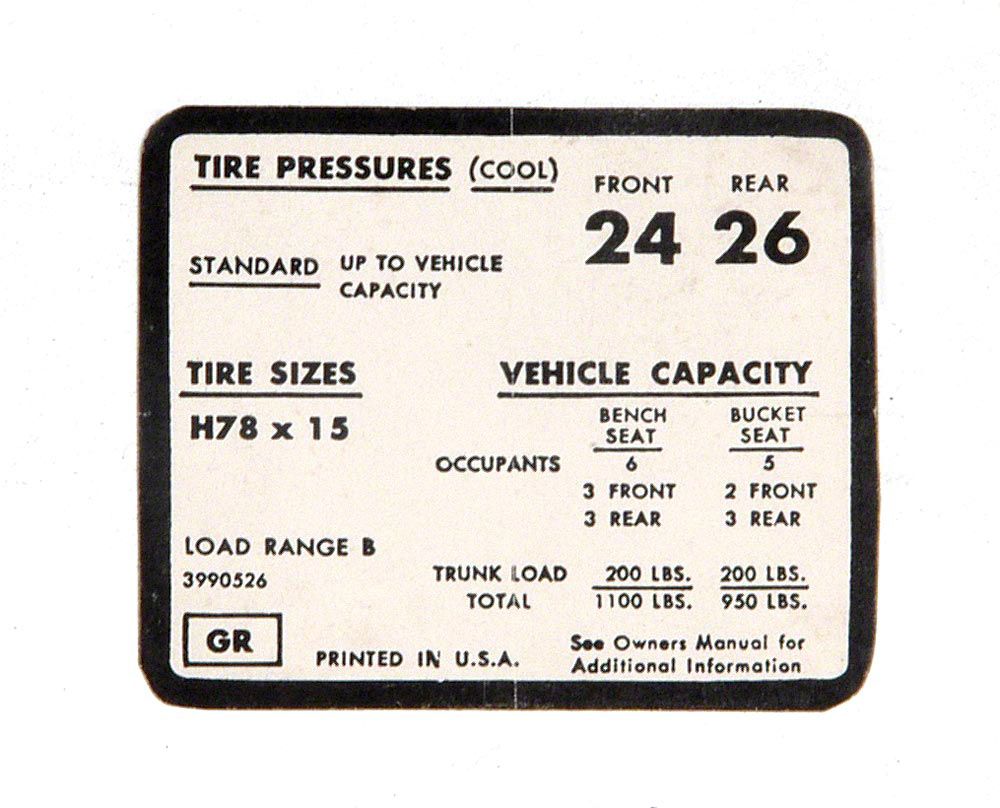 TIRE PRESSURES (COOL)
FRONT REAR
24 26
STANDARD UP TO VEHICLE
CAPACITY
TIRE SIZES
H78 x 15
VEHICLE CAPACITY
BENCH SEAT BUCKET SEAT
OCCUPANTS 6 5
3 FRONT 2 FRONT
3 REAR 3 REAR
LOAD RANGE B
3990526
TRUNK LOAD 200 LBS. 200 LBS.
TOTAL 1100 LBS. 950 LBS.
GR
PRINTED IN U.S.A.
See Owners Manual for
Additional Information